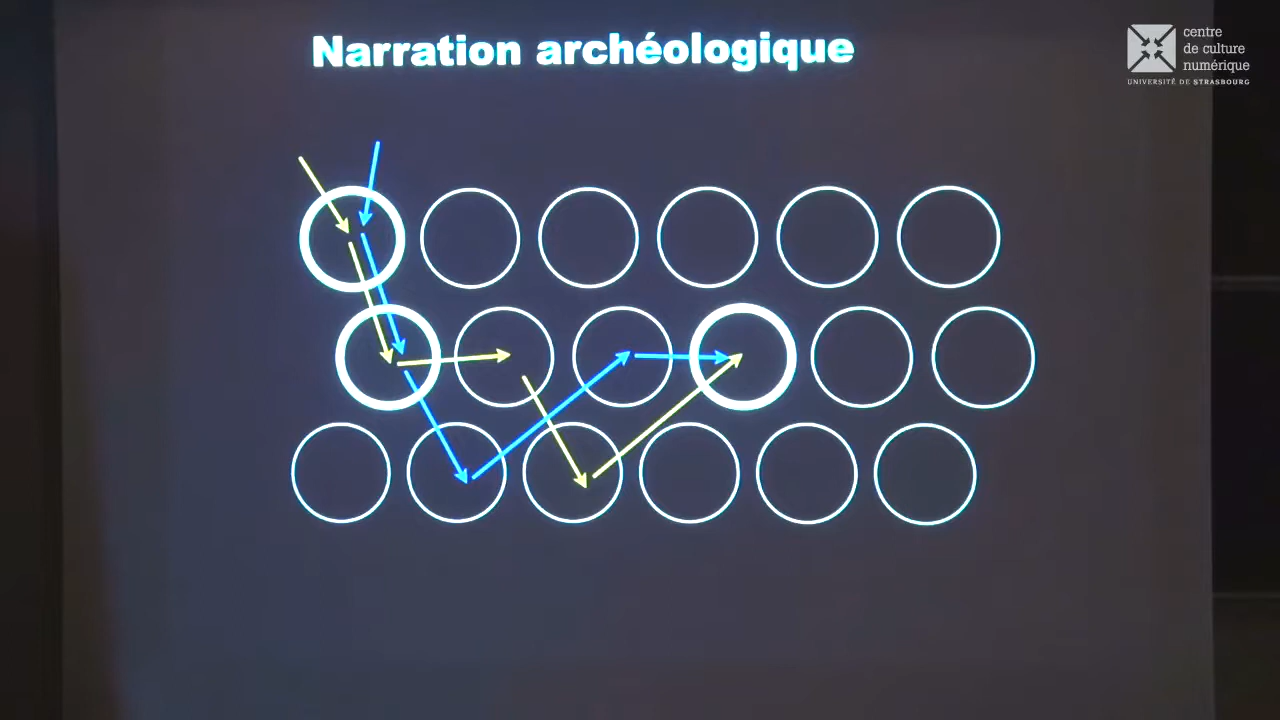 Narration archéologique
centre
de culture
numérique
UNIVERSITÉ DE STRASBOURG